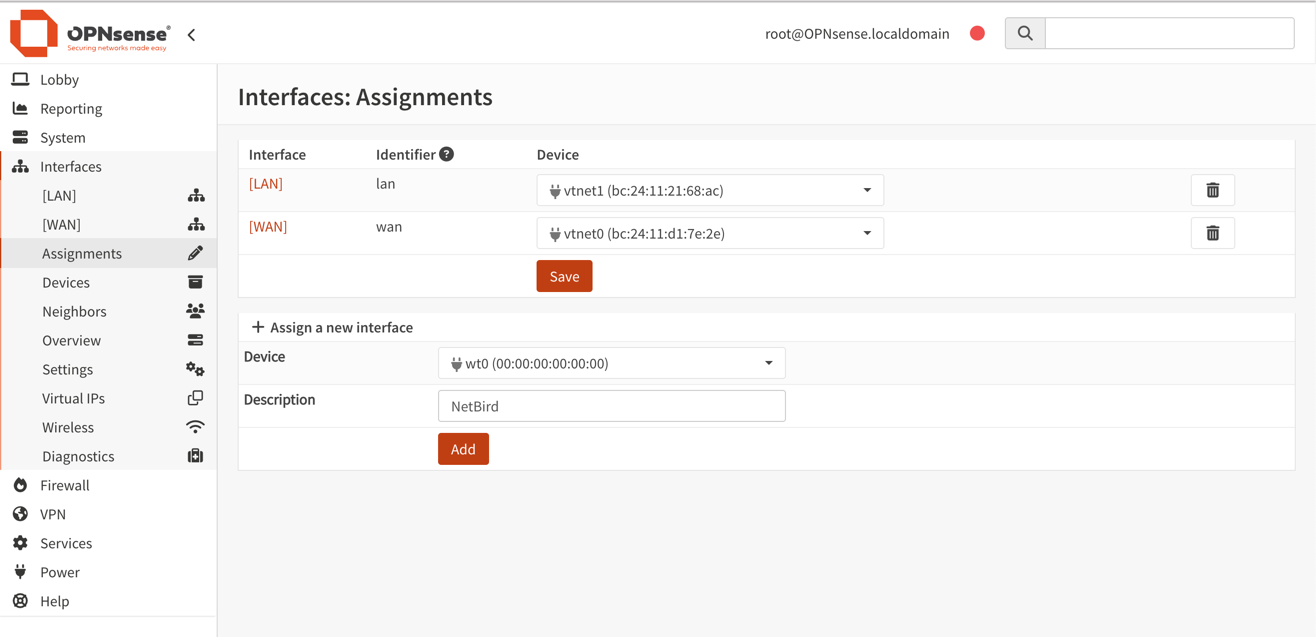 OPNsense®
Securing networks made easy
root@OPNsense.localdomain
Lobby
Reporting
System
Interfaces
[LAN]
[WAN]
Assignments
Devices
Neighbors
Overview
Settings
Virtual IPs
Wireless
Diagnostics
Firewall
VPN
Services
Power
Help
Interfaces: Assignments
Interface Identifier ? Device
[LAN] lan vtnet1 (bc:24:11:21:68:ac)
[WAN] wan vtnet0 (bc:24:11:d1:7e:2e)
Save
+ Assign a new interface
Device wt0 (00:00:00:00:00:00)
Description NetBird
Add